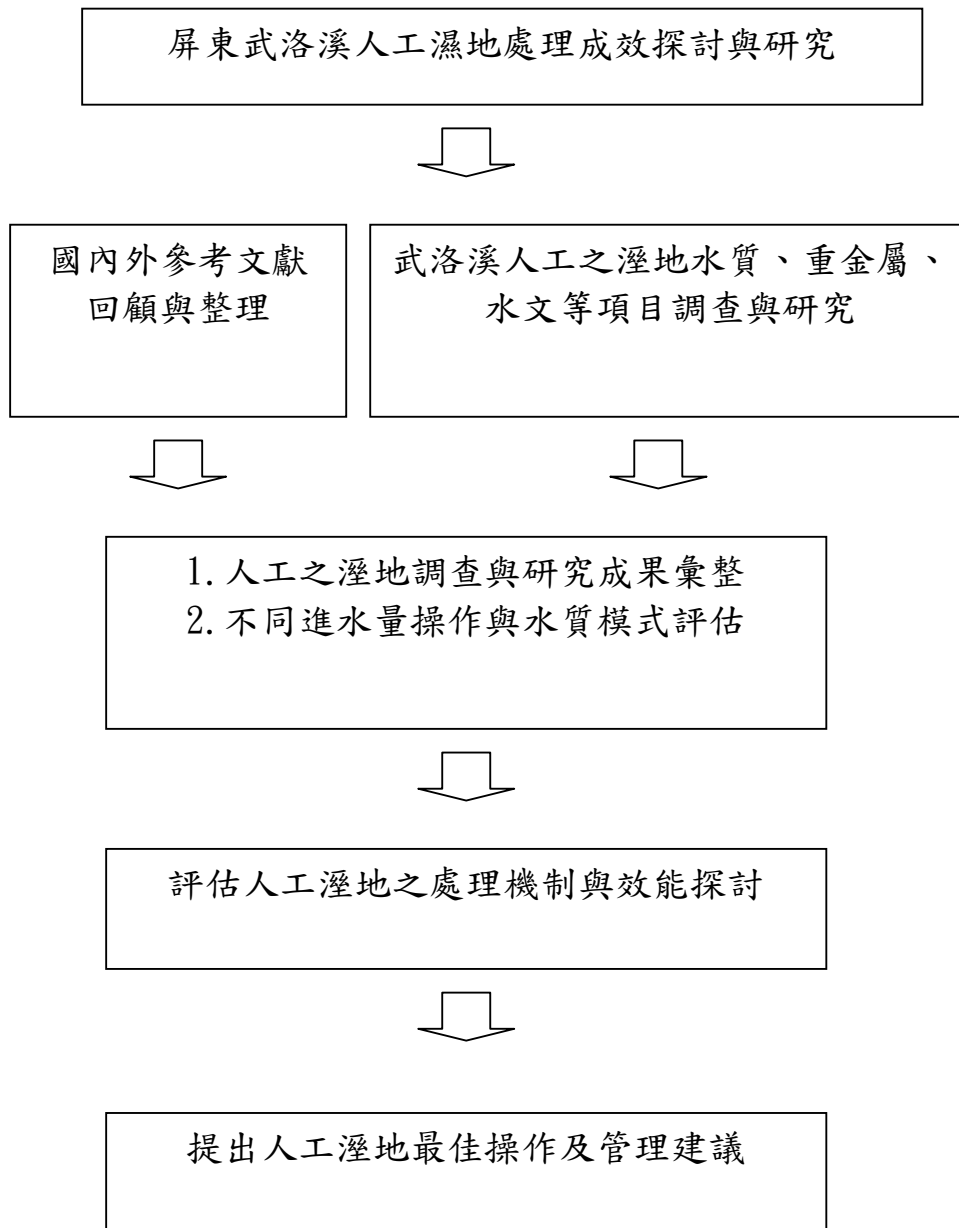 屏東武洛溪人工濕地處理成效探討與研究
國內外參考文獻
回顧與整理
武洛溪人工之溼地水質、重金屬、
水文等項目調查與研究
1.人工之溼地調查與研究成果彙整
2.不同進水量操作與水質模式評估
評估人工溼地之處理機制與效能探討
提出人工溼地最佳操作及管理建議